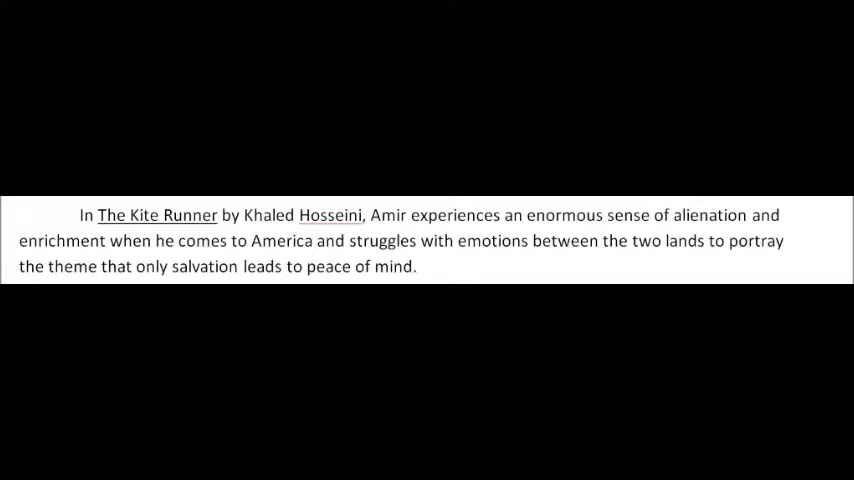 In The Kite Runner by Khaled Hosseini, Amir experiences an enormous sense of alienation and
enrichment when he comes to America and struggles with emotions between the two lands to portray
the theme that only salvation leads to peace of mind.